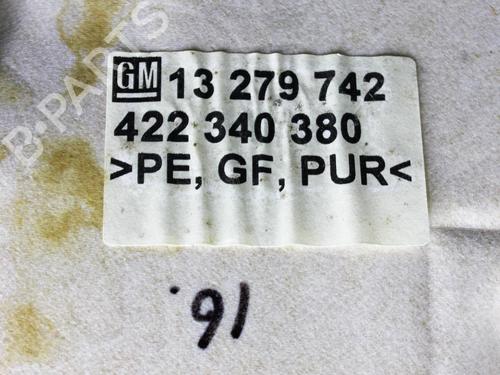 GM 13 279 742
422 340 380
>PE, GF, PUR<
16.
B-PARTS